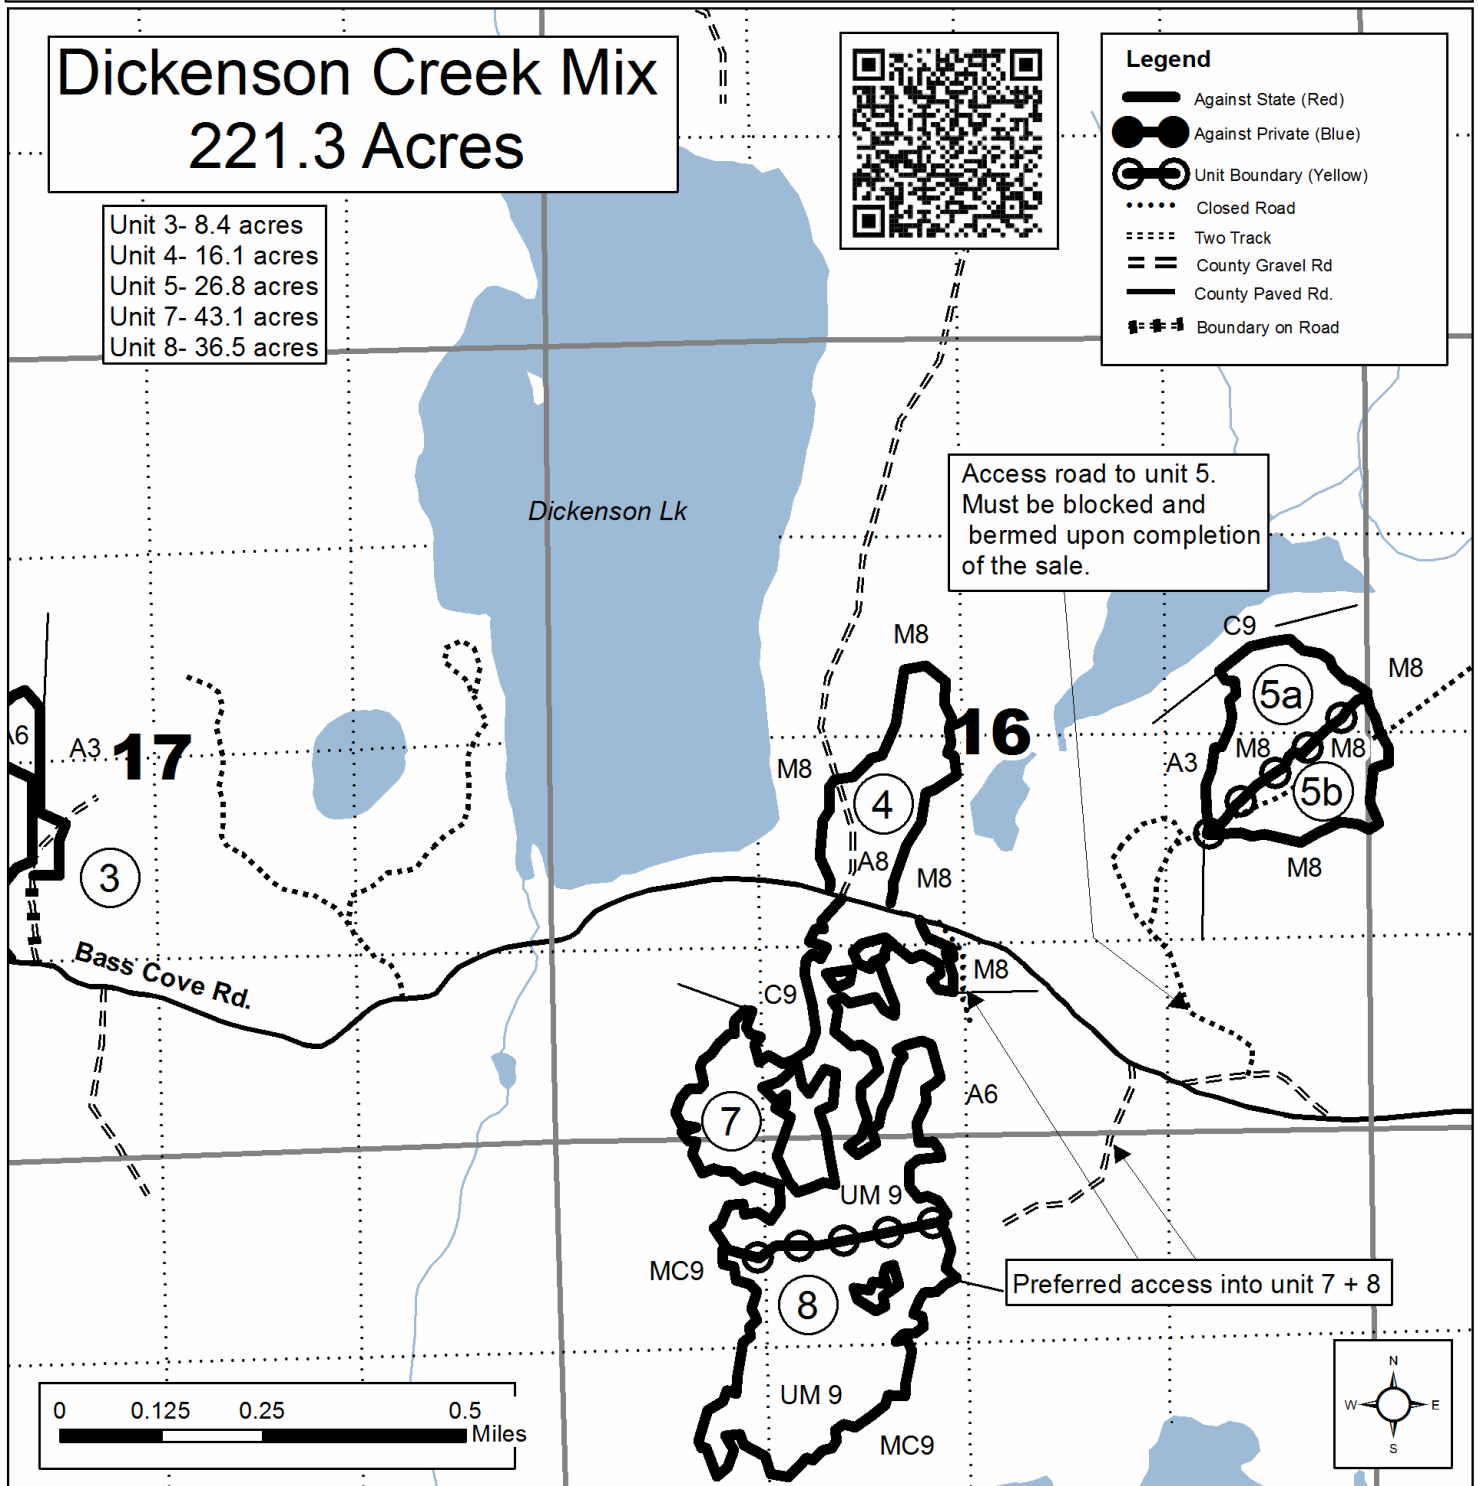 Dickenson Creek Mix
221.3 Acres
Unit 3- 8.4 acres
Unit 4- 16.1 acres
Unit 5- 26.8 acres
Unit 7- 43.1 acres
Unit 8- 36.5 acres
Legend
Against State (Red)
Against Private (Blue)
Unit Boundary (Yellow)
Closed Road
Two Track
County Gravel Rd
County Paved Rd.
Boundary on Road
Access road to unit 5.
Must be blocked and
bermed upon completion
of the sale.
Dickenson Lk
C9
M8
M8
5a
16
A6
A3
17
M8
A3
M8
M8
4
5b
A8
M8
M8
3
Bass Cove Rd.
M8
C9
A6
7
UM 9
MC9
Preferred access into unit 7 + 8
8
UM 9
MC9
0
0.125
0.25
0.5
Miles
N
W
E
S